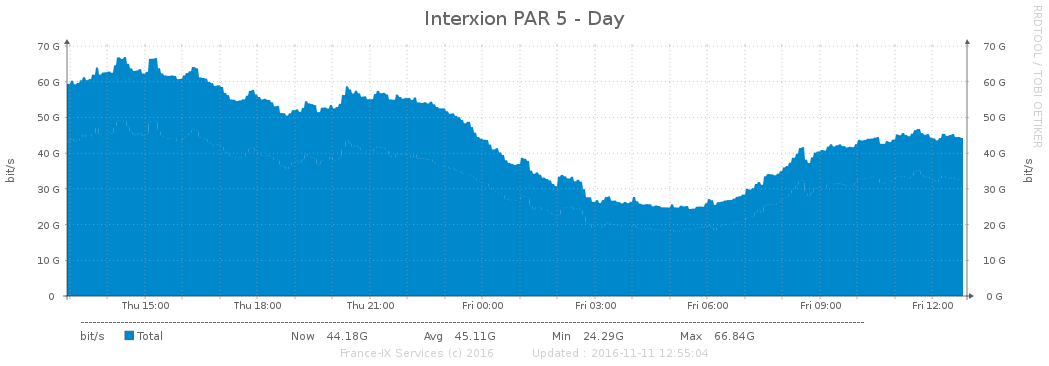 Interxion PAR 5 - Day
RRDTOOL / TOBI OETIKER
70 G 70 G
60 G 60 G
50 G 50 G
40 G 40 G
30 G 30 G
20 G 20 G
10 G 10 G
0 0 G
bit/s bit/s
Thu 15:00 Thu 18:00 Thu 21:00 Fri 00:00 Fri 03:00 Fri 06:00 Fri 09:00 Fri 12:00
bit/s Total Now 44.18G Avg 45.11G Min 24.29G Max 66.84G
France-IX Services (c) 2016 Updated : 2016-11-11 12:55:04